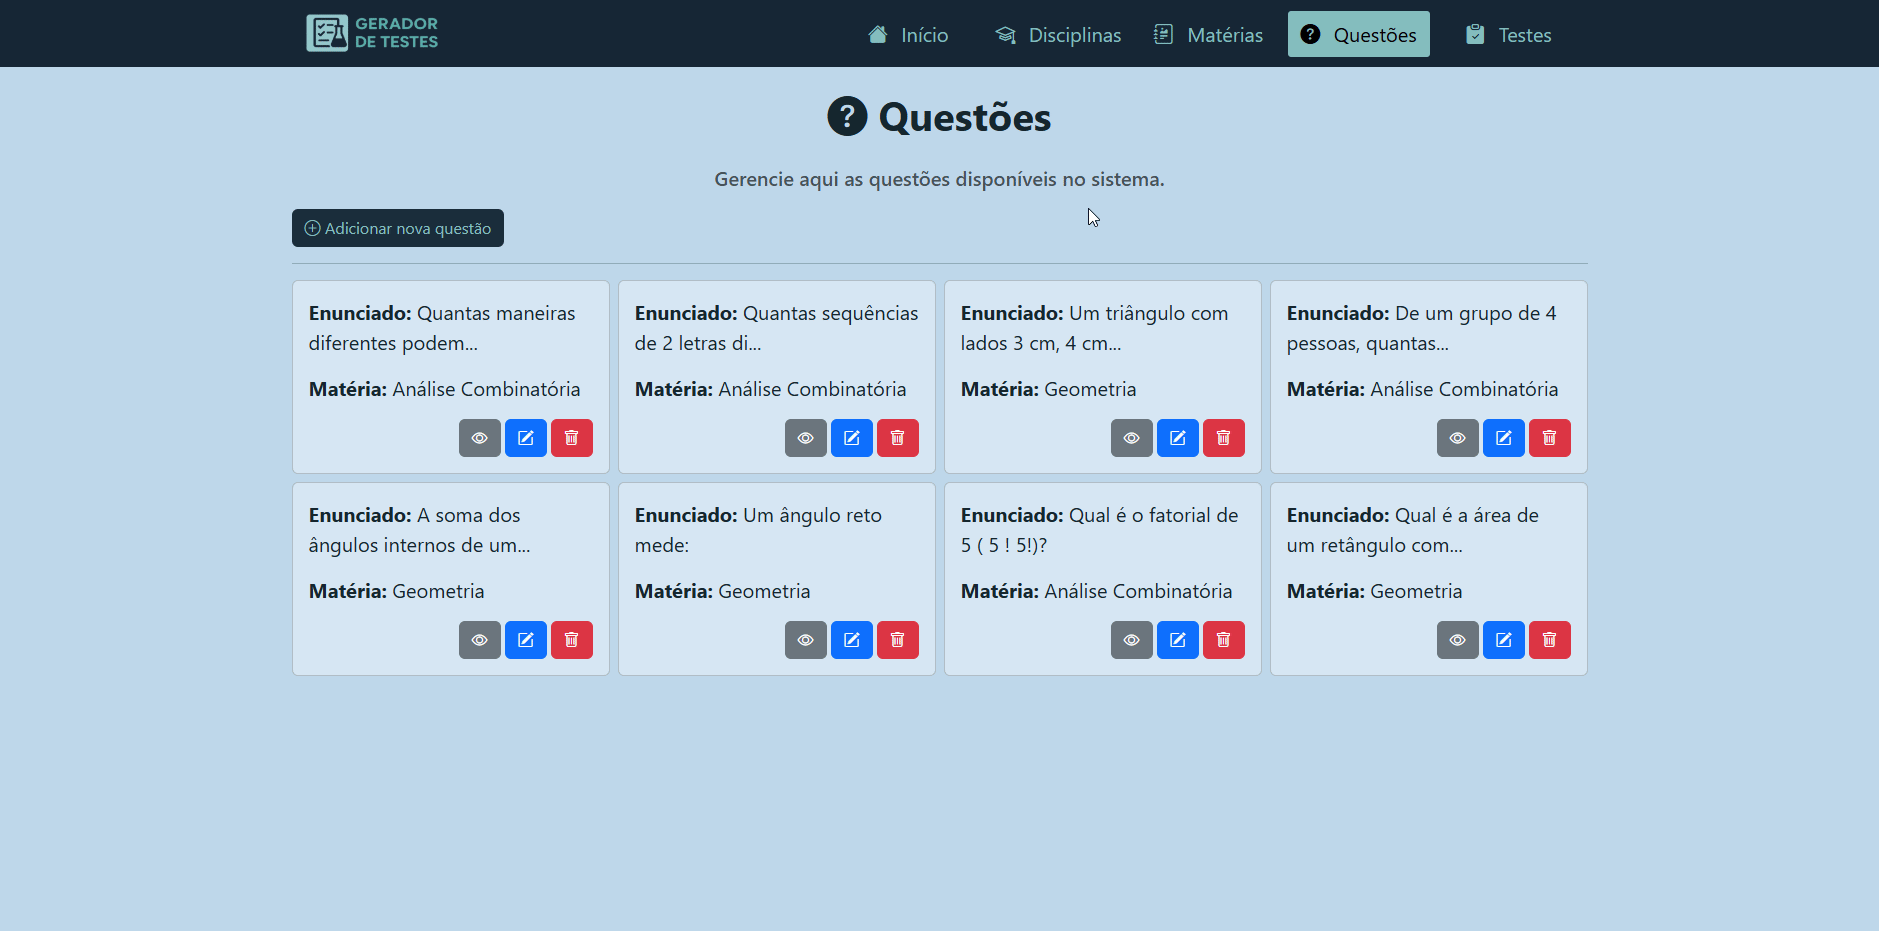 GERADOR
DE TESTES
Início
Disciplinas
Matérias
Questões
Testes
Questões
Gerencie aqui as questões disponíveis no sistema.
Adicionar nova questão
Enunciado: Quantas maneiras
diferentes podem...
Matéria: Análise Combinatória
Enunciado: Quantas sequências
de 2 letras di...
Matéria: Análise Combinatória
Enunciado: Um triângulo com
lados 3 cm, 4 cm...
Matéria: Geometria
Enunciado: De um grupo de 4
pessoas, quantas...
Matéria: Análise Combinatória
Enunciado: A soma dos
ângulos internos de um...
Matéria: Geometria
Enunciado: Um ângulo reto
mede:
Matéria: Geometria
Enunciado: Qual é o fatorial de
5 ( 5 ! 5!)?
Matéria: Análise Combinatória
Enunciado: Qual é a área de
um retângulo com...
Matéria: Geometria